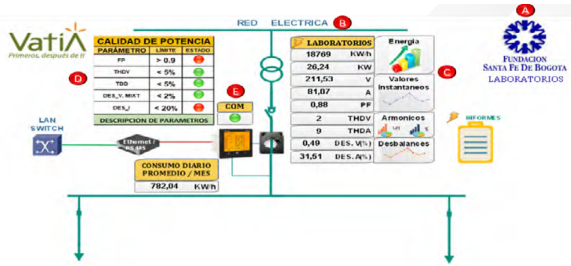 A
RED ELECTRICA B
VatiA
Primeros, después de ti
CALIDAD DE POTENCIA
PARÁMETRO LIMITE ESTADO
FP > 0.9
THDV < 5%
TDD < 5%
DES_V. MIXT < 2%
DES_I < 20%
DESCRIPCION DE PARAMETROS
D
E
COM
LABORATORIOS
18769 KWh
26,24 KW
211,53 V
81,07 A
0,88 PF
2 THDV
9 THDA
0,49 DES. V(%)
31,51 DES. A(%)
Energía
Valores
Instantaneos
Armonicos
Desbalances
C
FUNDACION
SANTA FE DE BOGOTA
LABORATORIOS
INFORMES
LAN
SWITCH
Ethernet /
RS485
CONSUMO DIARIO
PROMEDIO / MES
782,04 KWh